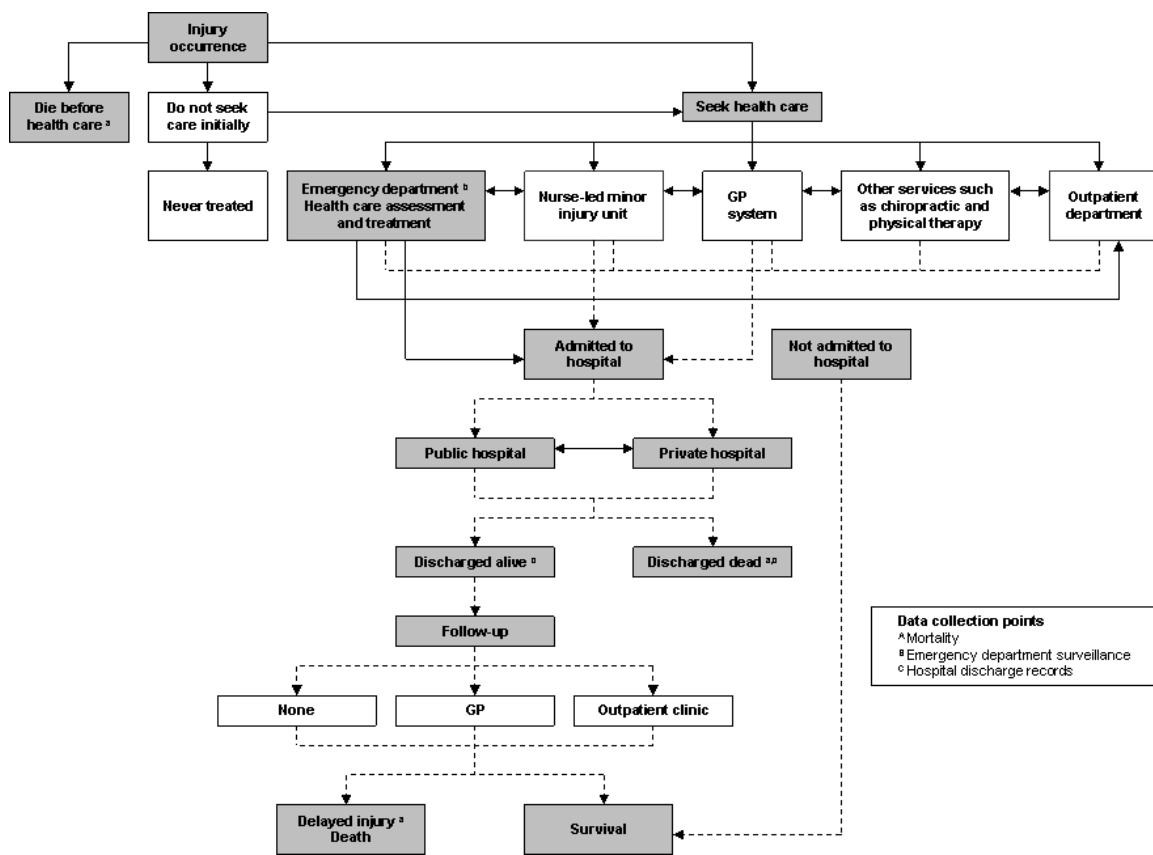 Injury
occurrence
Die before
health care ᵃ
Do not seek
care initially
Seek health care
Never treated
Emergency department ᵇ
Health care assessment
and treatment
Nurse-led minor
injury unit
GP
system
Other services such
as chiropractic and
physical therapy
Outpatient
department
Admitted to
hospital
Not admitted to
hospital
Public hospital
Private hospital
Discharged alive ᶜ
Discharged dead ᵃ,ᶜ
Follow-up
None
GP
Outpatient clinic
Delayed injury ᵃ
Death
Survival
Data collection points
ᴬ Mortality
ᴮ Emergency department surveillance
ᶜ Hospital discharge records